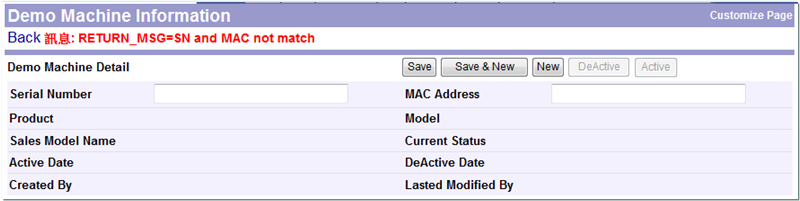 Demo Machine Information Customize Page
Back 訊息: RETURN_MSG=SN and MAC not match
Demo Machine Detail Save Save & New New DeActive Active
Serial Number MAC Address
Product Model
Sales Model Name Current Status
Active Date DeActive Date
Created By Lasted Modified By